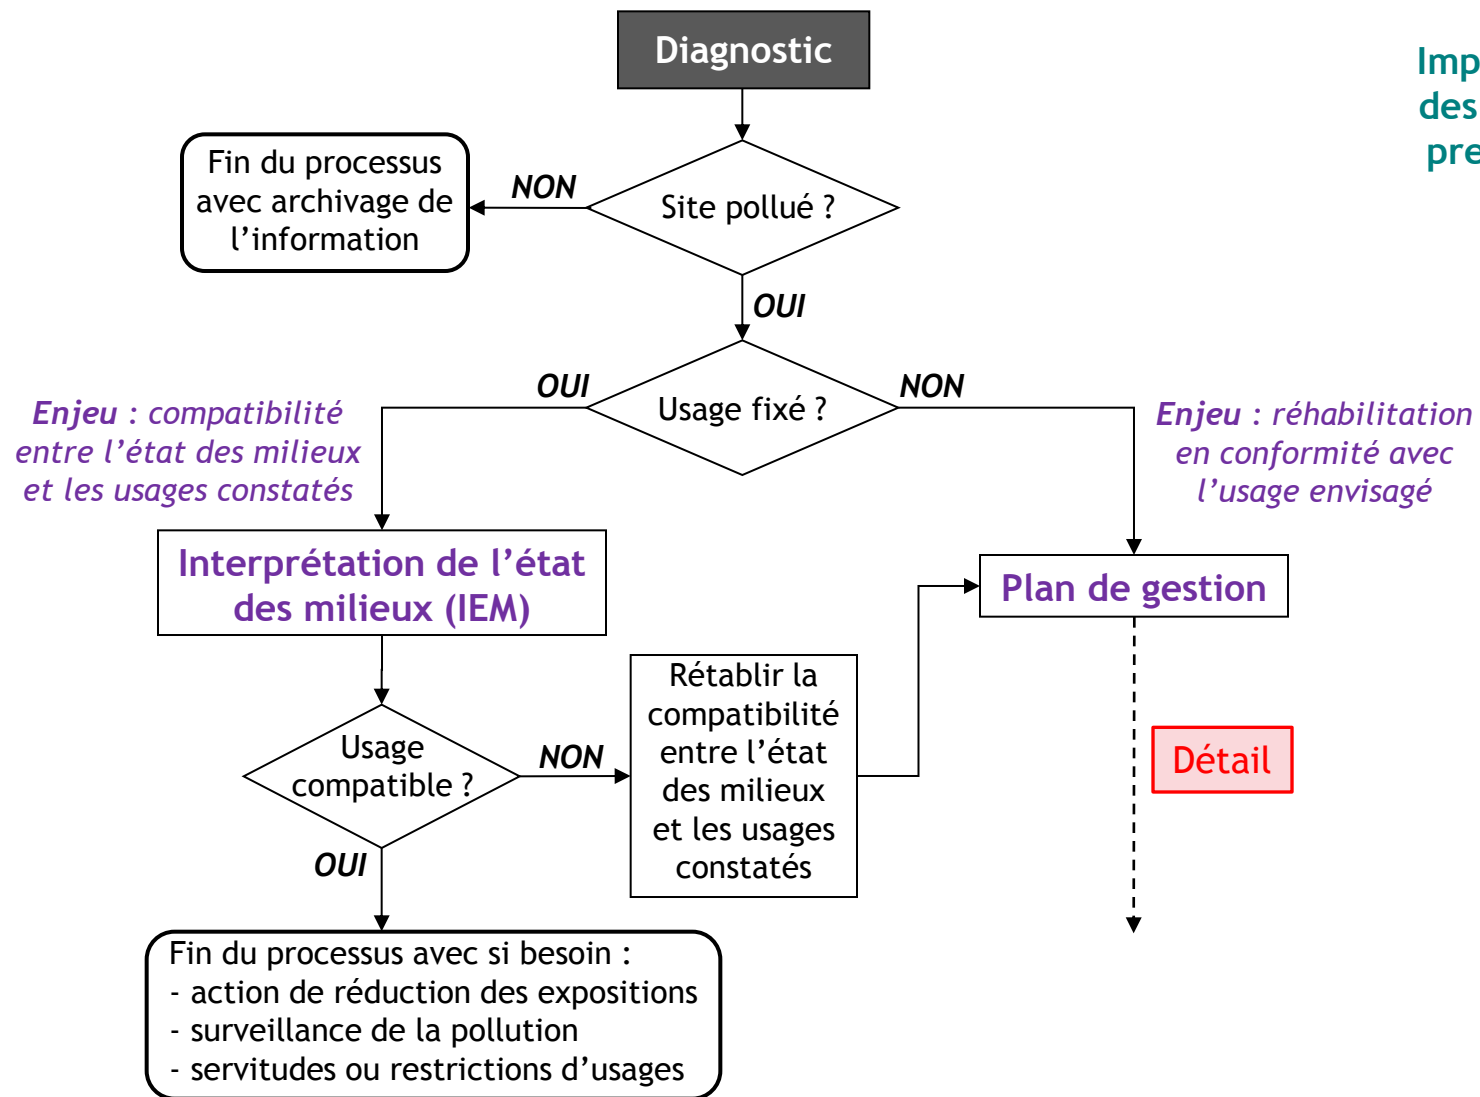 Diagnostic
Imp
des
pre
Fin du processus
avec archivage de
l’information
NON
Site pollué ?
OUI
OUI
NON
Usage fixé ?
Enjeu : compatibilité
entre l’état des milieux
et les usages constatés
Enjeu : réhabilitation
en conformité avec
l’usage envisagé
Interprétation de l’état
des milieux (IEM)
Plan de gestion
Rétablir la
compatibilité
entre l’état
des milieux
et les usages
constatés
Usage
compatible ?
NON
Détail
OUI
Fin du processus avec si besoin :
- action de réduction des expositions
- surveillance de la pollution
- servitudes ou restrictions d’usages